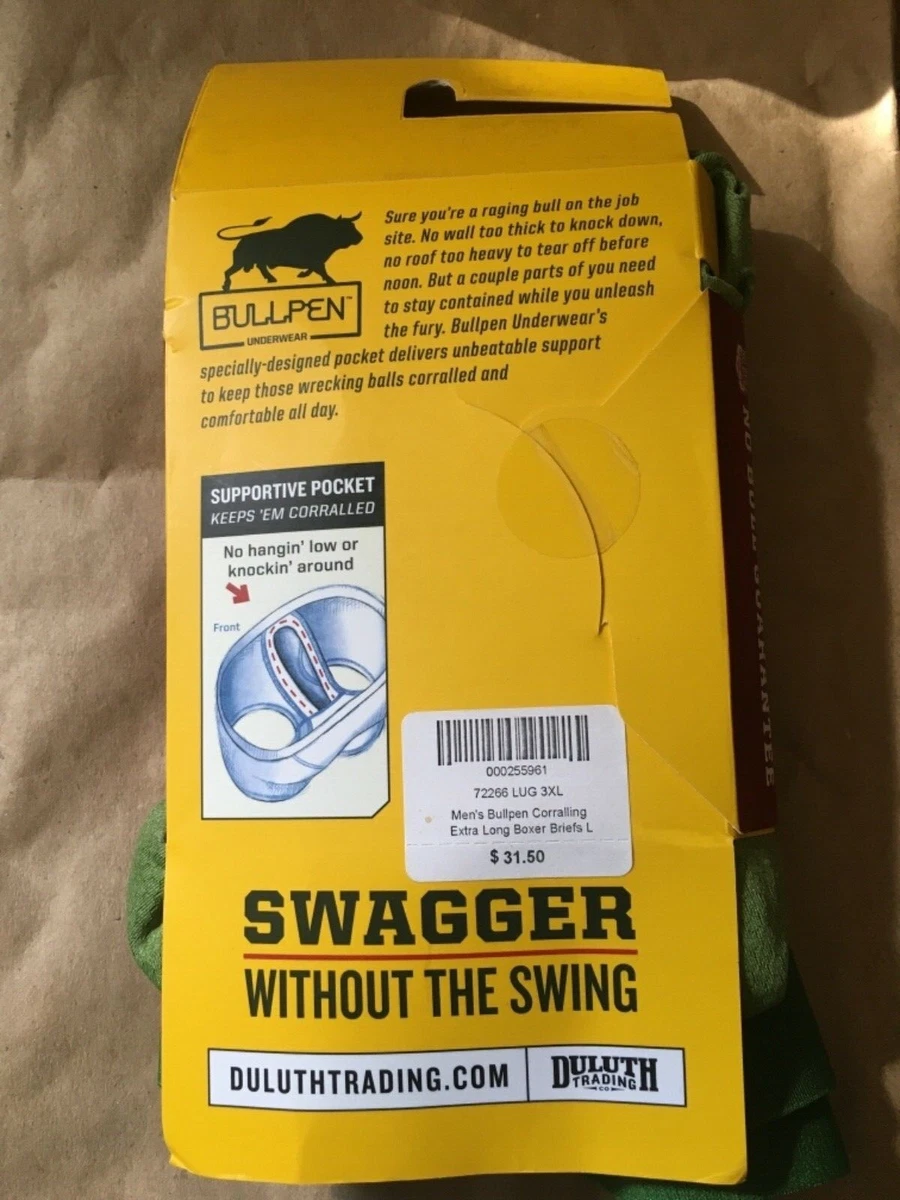 Sure you're a raging bull on the job
site. No wall too thick to knock down,
no roof too heavy to tear off before
noon. But a couple parts of you need
to stay contained while you unleash
the fury. Bullpen Underwear's
specially-designed pocket delivers unbeatable support
to keep those wrecking balls corralled and
comfortable all day.
BULLPEN™
UNDERWEAR
SUPPORTIVE POCKET
KEEPS 'EM CORRALLED
No hangin' low or
knockin' around
Front
NO BULL GUARANTEE
000255961
72266 LUG 3XL
Men's Bullpen Corralling
Extra Long Boxer Briefs L
$ 31.50
SWAGGER
WITHOUT THE SWING
DULUTHTRADING.COM
DULUTH
TRADING
CO